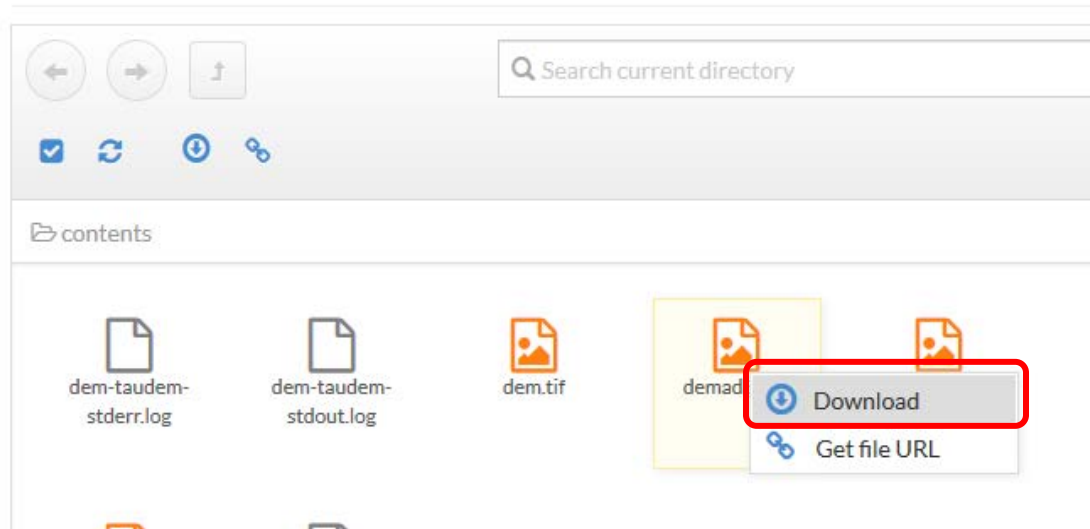 Search current directory
contents
dem-taudem-
stderr.log
dem-taudem-
stdout.log
dem.tif
demad
Download
Get file URL